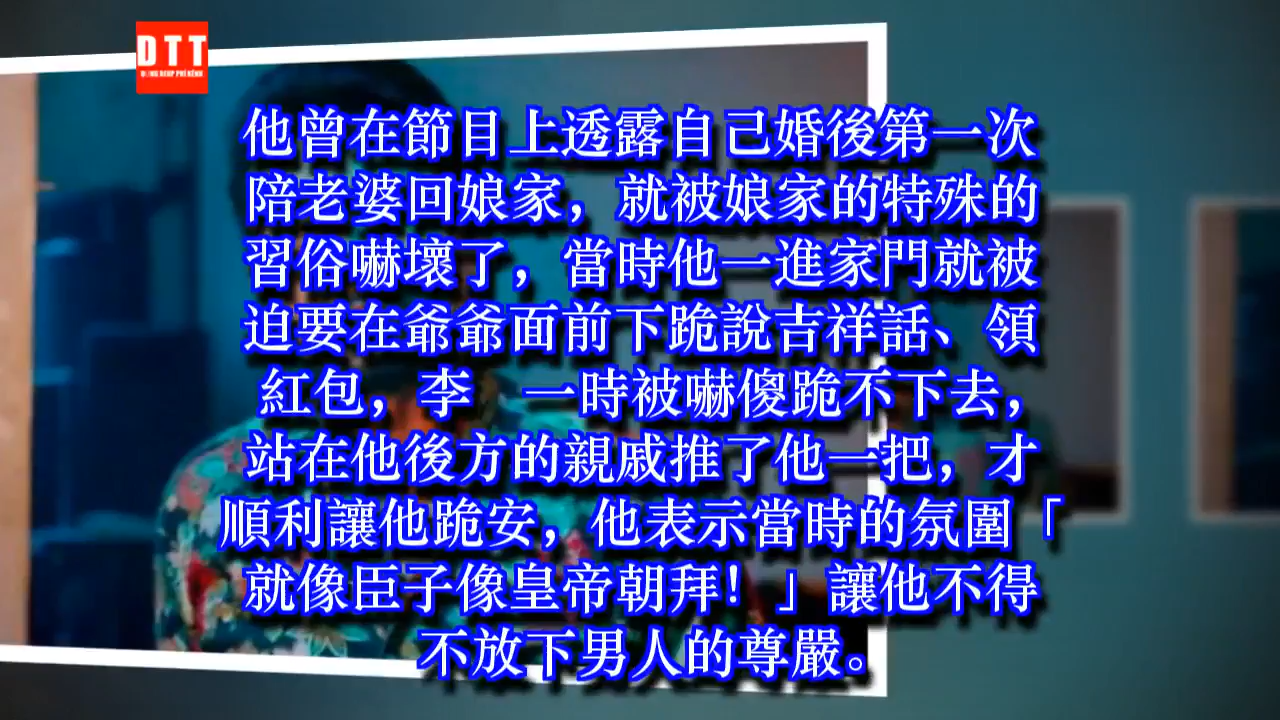 DTT
他曾在節目上透露自己婚後第一次
陪老婆回娘家，就被娘家的特殊的
習俗嚇壞了，當時他一進家門就被
迫要在爺爺面前下跪說吉祥話、領
紅包，李　一時被嚇傻跪不下去，
站在他後方的親戚推了他一把，才
順利讓他跪安，他表示當時的氛圍「
就像臣子像皇帝朝拜！」讓他不得
不放下男人的尊嚴。